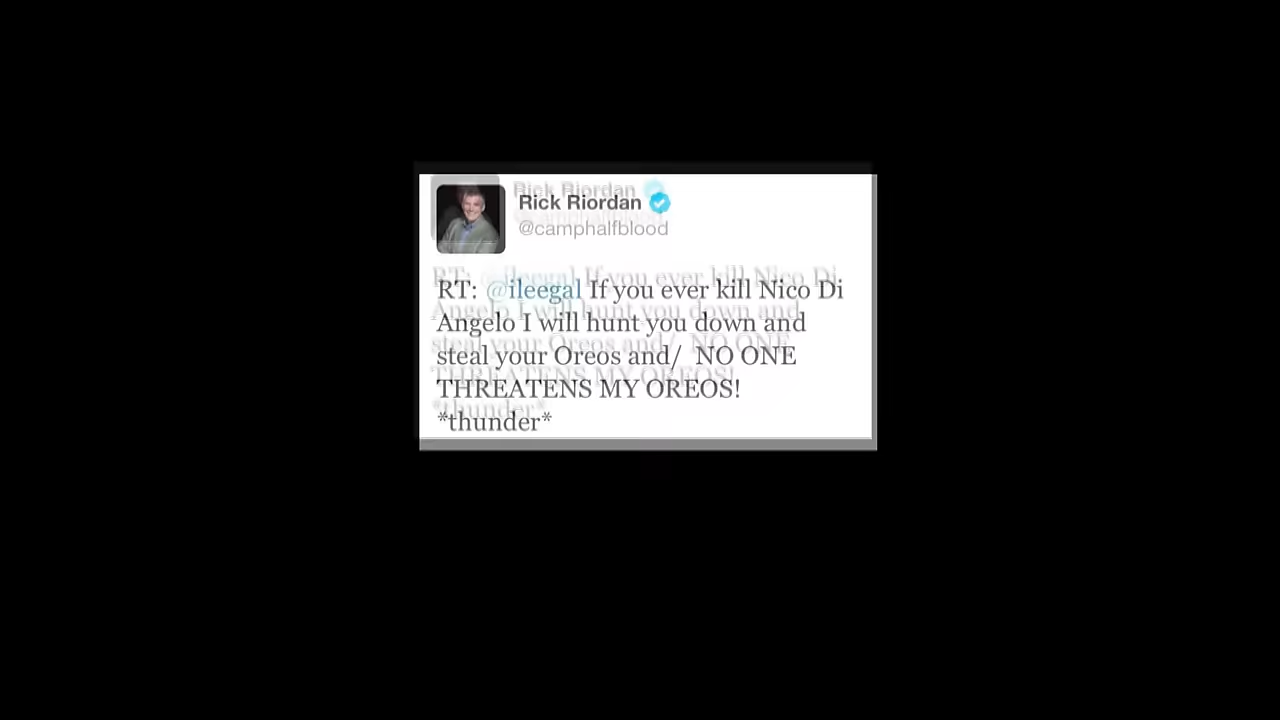 Rick Riordan
@camphalfblood
RT: @ileegal If you ever kill Nico Di
Angelo I will hunt you down and
steal your Oreos and/  NO ONE
THREATENS MY OREOS!
*thunder*